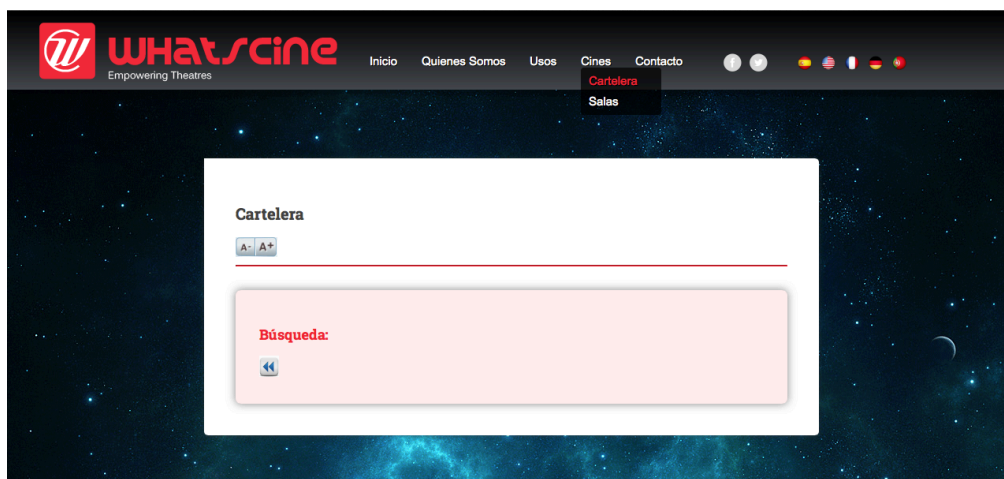 WHatscine
Empowering Theatres
Inicio Quienes Somos Usos Cines Contacto
Cartelera
Salas
Cartelera
A- A+
Búsqueda: